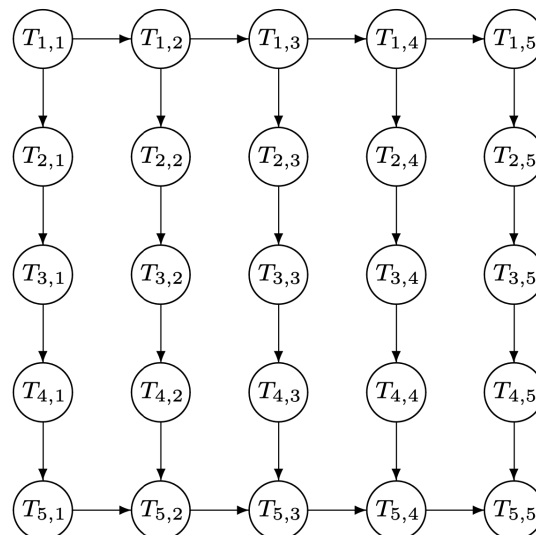 T1,1 T1,2 T1,3 T1,4 T1,5
T2,1 T2,2 T2,3 T2,4 T2,5
T3,1 T3,2 T3,3 T3,4 T3,5
T4,1 T4,2 T4,3 T4,4 T4,5
T5,1 T5,2 T5,3 T5,4 T5,5